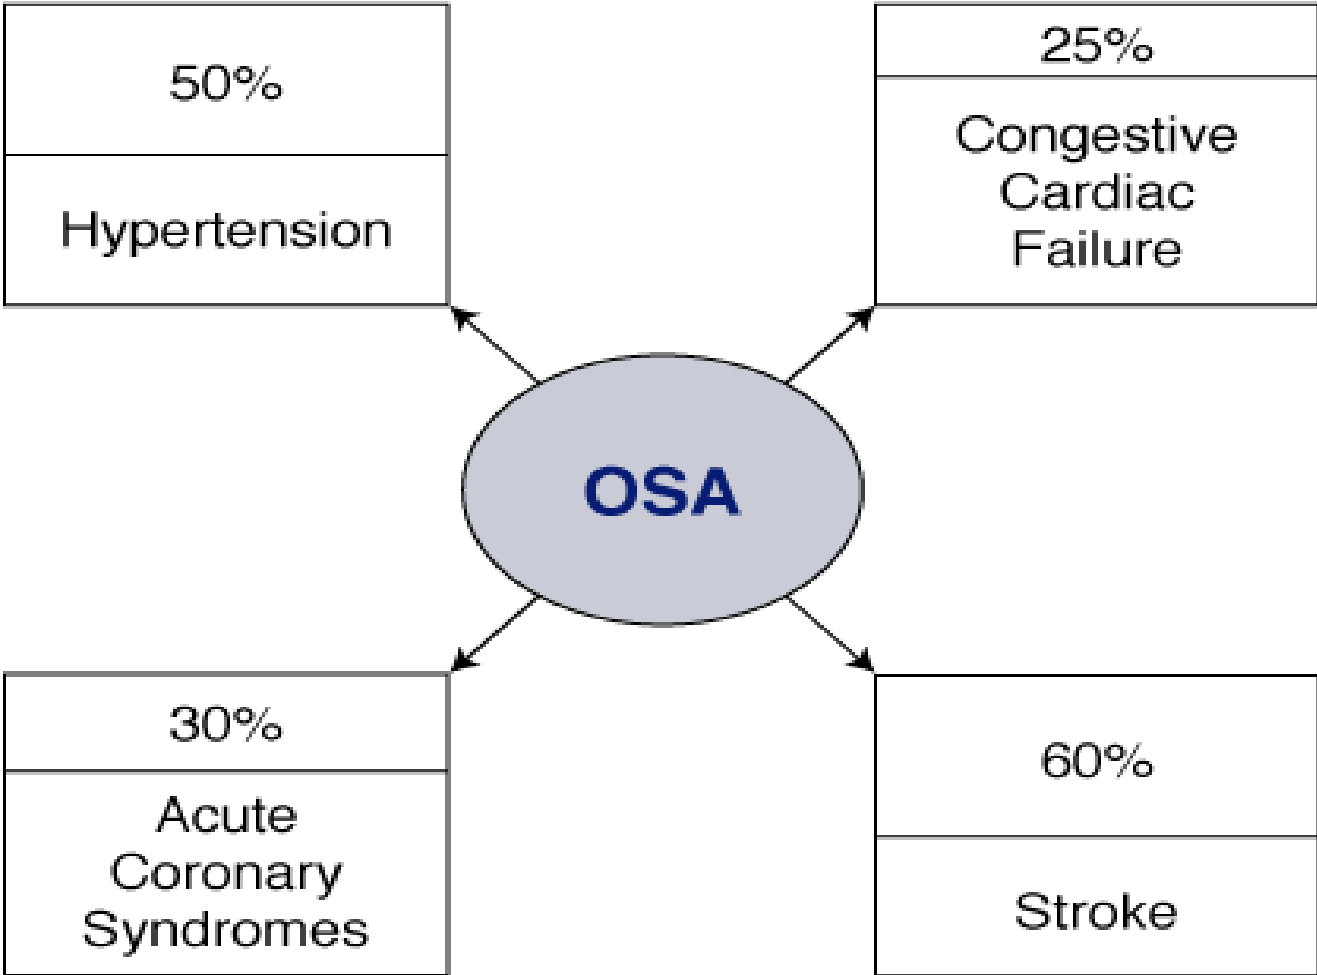 50%
Hypertension
25%
Congestive
Cardiac
Failure
OSA
30%
Acute
Coronary
Syndromes
60%
Stroke